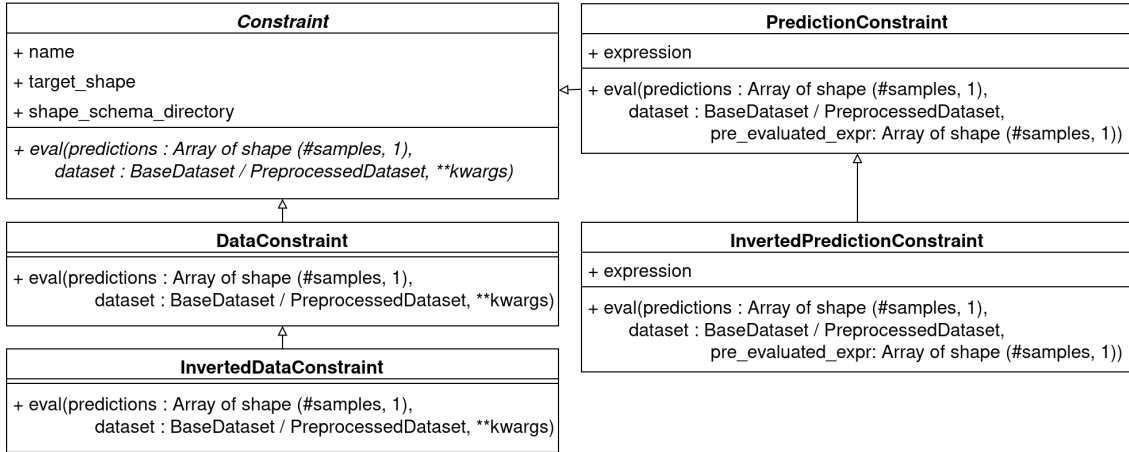 Constraint
+ name
+ target_shape
+ shape_schema_directory
+ eval(predictions : Array of shape (#samples, 1),
dataset : BaseDataset / PreprocessedDataset, **kwargs)
DataConstraint
+ eval(predictions : Array of shape (#samples, 1),
dataset : BaseDataset / PreprocessedDataset, **kwargs)
InvertedDataConstraint
+ eval(predictions : Array of shape (#samples, 1),
dataset : BaseDataset / PreprocessedDataset, **kwargs)
PredictionConstraint
+ expression
+ eval(predictions : Array of shape (#samples, 1),
dataset : BaseDataset / PreprocessedDataset,
pre_evaluated_expr: Array of shape (#samples, 1))
InvertedPredictionConstraint
+ expression
+ eval(predictions : Array of shape (#samples, 1),
dataset : BaseDataset / PreprocessedDataset,
pre_evaluated_expr: Array of shape (#samples, 1))